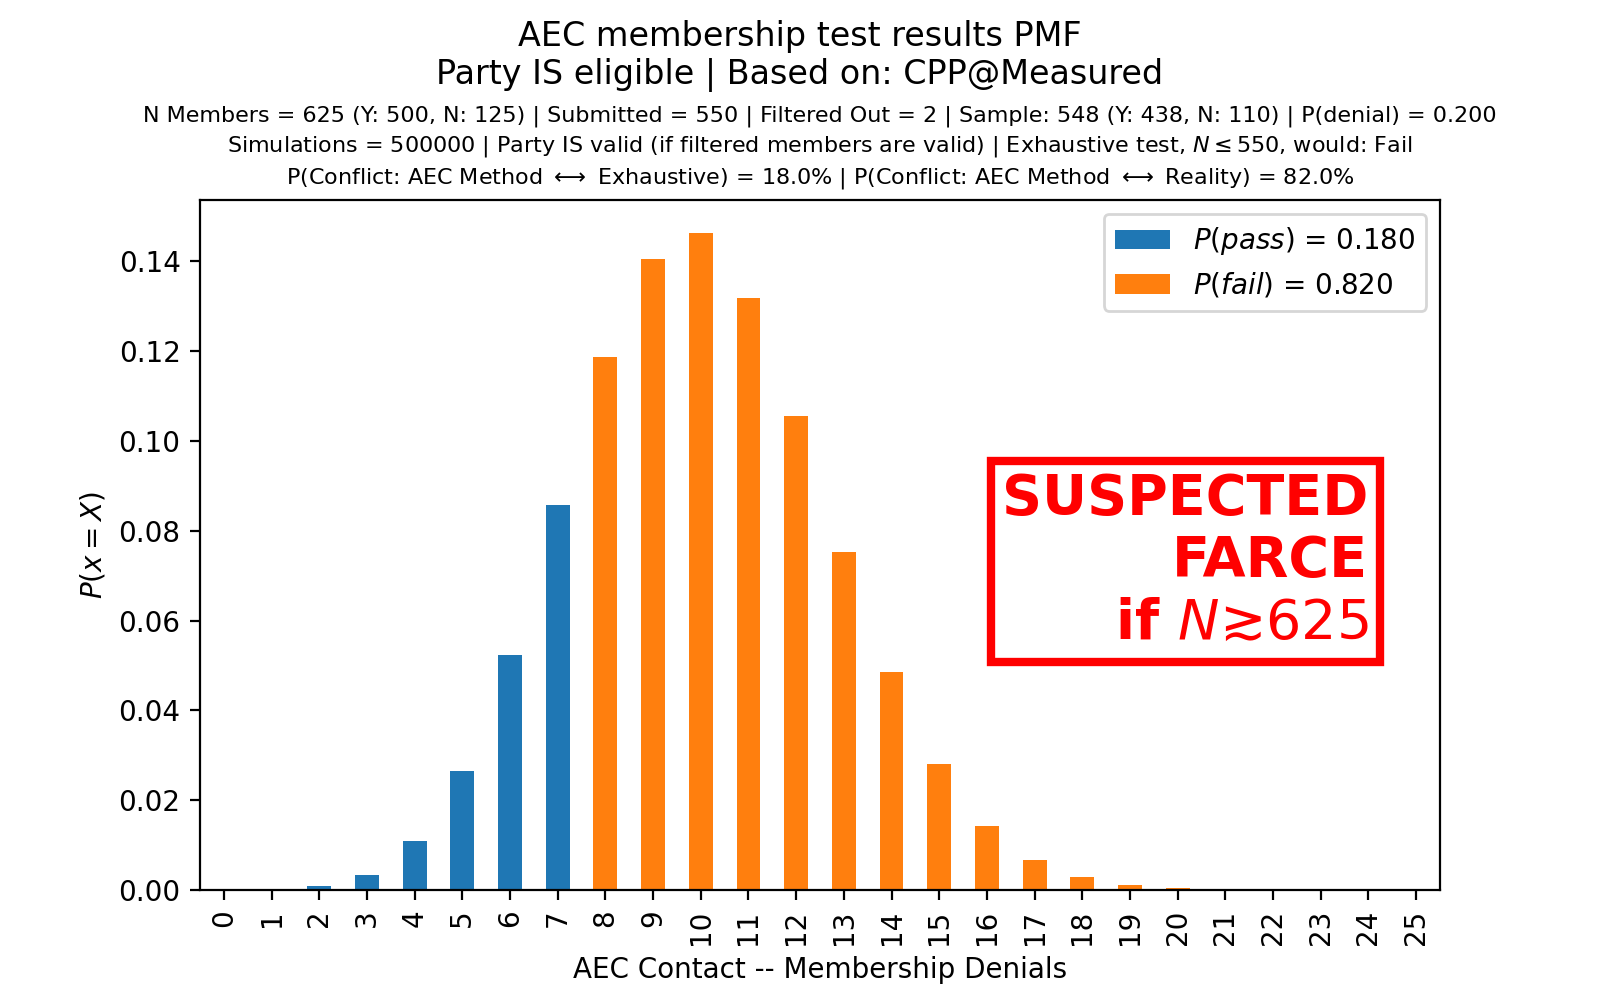 AEC membership test results PMF
Party IS eligible | Based on: CPP@Measured
N Members = 625 (Y: 500, N: 125) | Submitted = 550 | Filtered Out = 2 | Sample: 548 (Y: 438, N: 110) | P(denial) = 0.200
Simulations = 500000 | Party IS valid (if filtered members are valid) | Exhaustive test, N ≤ 550, would: Fail
P(Conflict: AEC Method ⟷ Exhaustive) = 18.0% | P(Conflict: AEC Method ⟷ Reality) = 82.0%
P(pass) = 0.180
P(fail) = 0.820
0.14
0.12
0.10
0.08
0.06
0.04
0.02
0.00
P(x = X)
SUSPECTED
FARCE
if N≳625
0 1 2 3 4 5 6 7 8 9 10 11 12 13 14 15 16 17 18 19 20 21 22 23 24 25
AEC Contact -- Membership Denials